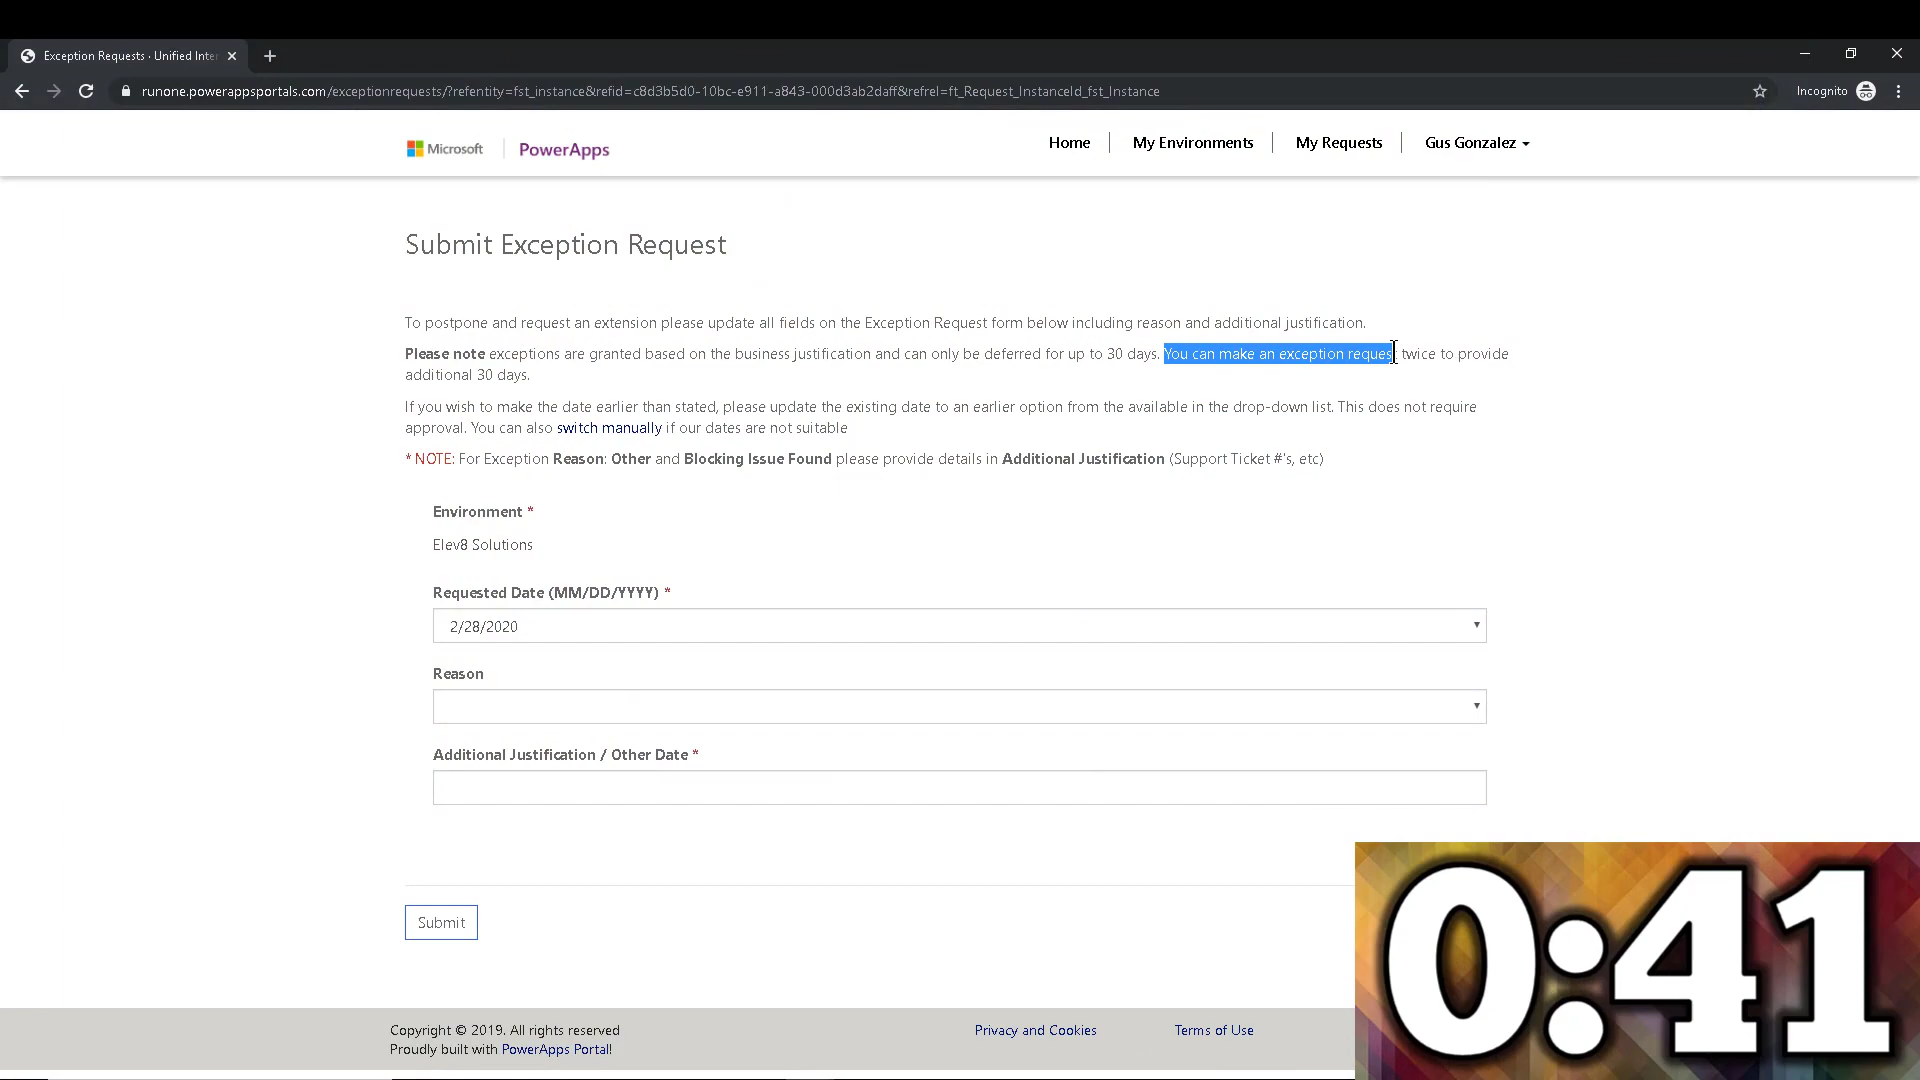 Exception Requests · Unified Inter
runone.powerappsportals.com/exceptionrequests/?refentity=fst_instance&refid=c8d3b5d0-10bc-e911-a843-000d3ab2daff&refrel=ft_Request_InstanceId_fst_Instance
Incognito
Microsoft PowerApps
Home My Environments My Requests Gus Gonzalez
Submit Exception Request
To postpone and request an extension please update all fields on the Exception Request form below including reason and additional justification.
Please note exceptions are granted based on the business justification and can only be deferred for up to 30 days. You can make an exception request twice to provide
additional 30 days.
If you wish to make the date earlier than stated, please update the existing date to an earlier option from the available in the drop-down list. This does not require
approval. You can also switch manually if our dates are not suitable
* NOTE: For Exception Reason: Other and Blocking Issue Found please provide details in Additional Justification (Support Ticket #'s, etc)
Environment *
Elev8 Solutions
Requested Date (MM/DD/YYYY) *
2/28/2020
Reason
Additional Justification / Other Date *
Submit
0:41
Copyright © 2019. All rights reserved Privacy and Cookies Terms of Use
Proudly built with PowerApps Portal!